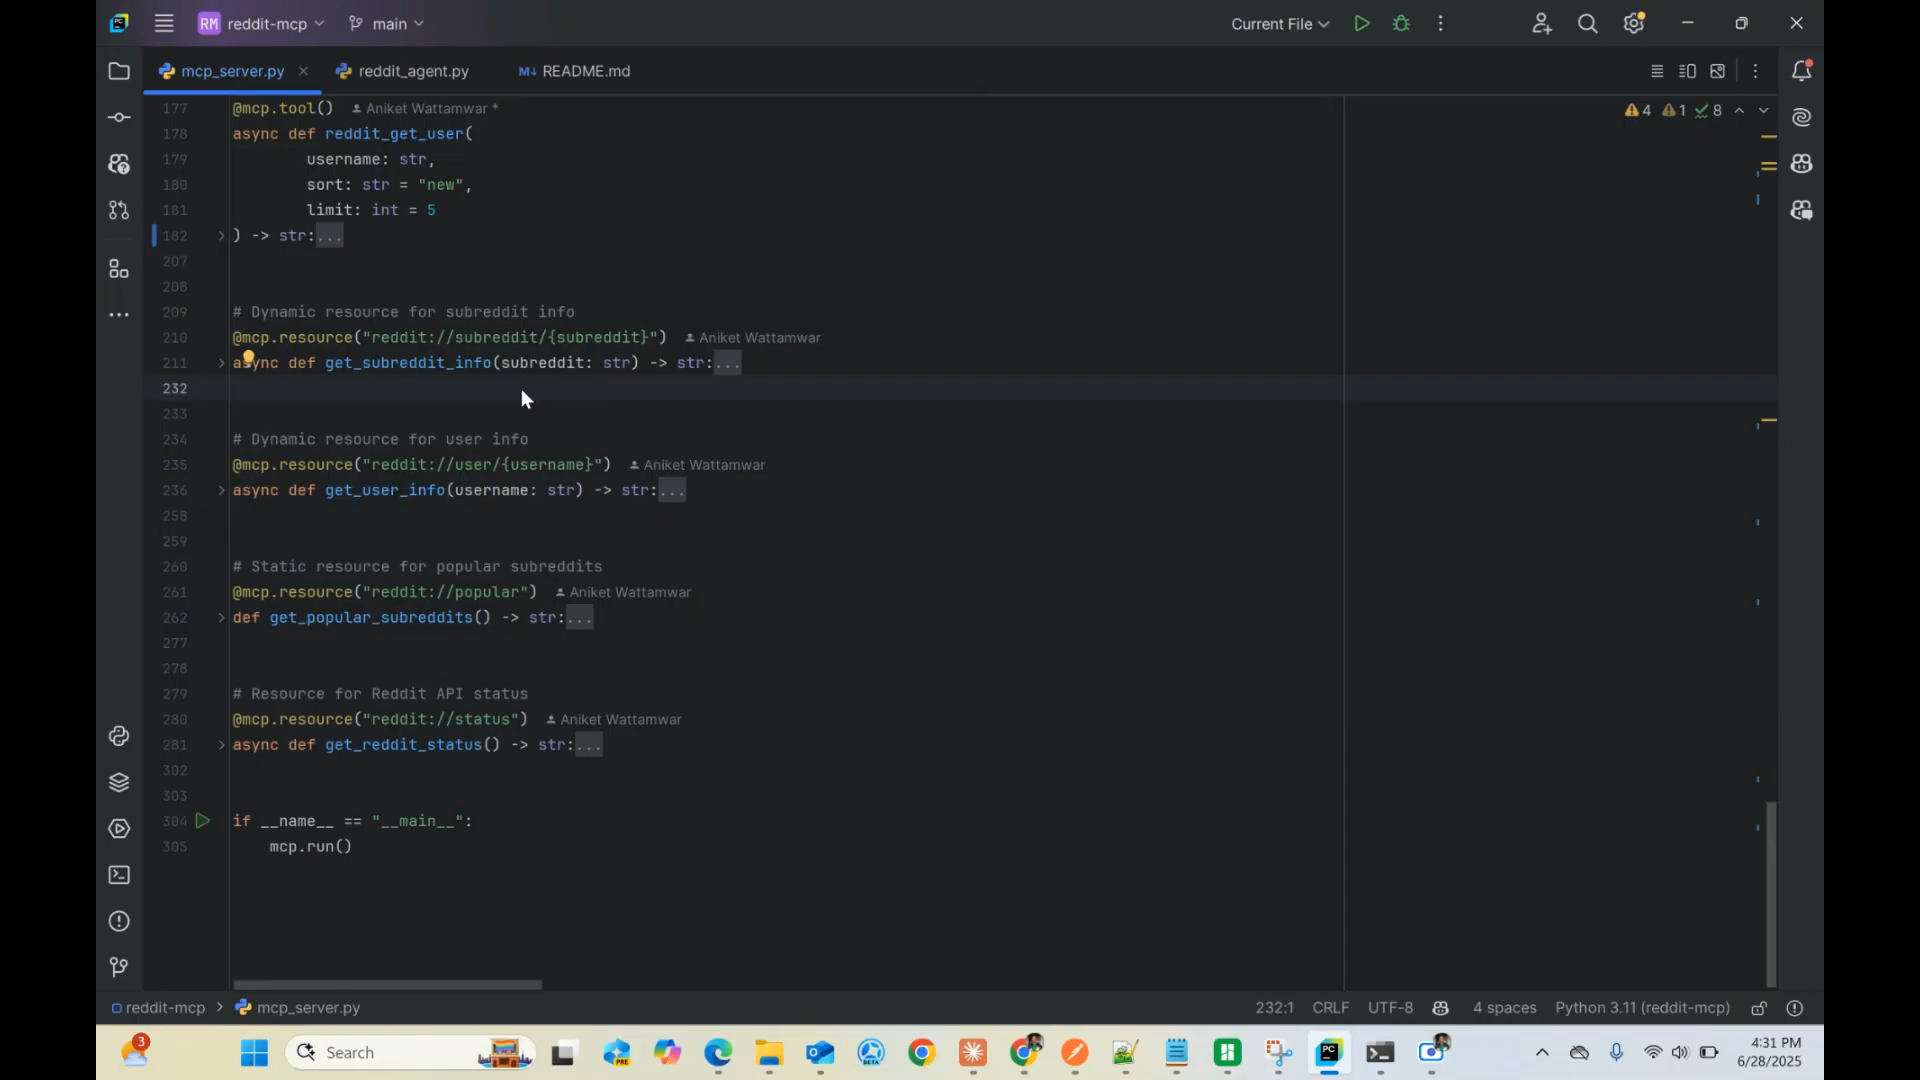 RM reddit-mcp main Current File
mcp_server.py reddit_agent.py M↓ README.md
4 1 8
177 @mcp.tool() Aniket Wattamwar *
178 async def reddit_get_user(
179 username: str,
180 sort: str = "new",
181 limit: int = 5
182 ) -> str:...
207
208
209 # Dynamic resource for subreddit info
210 @mcp.resource("reddit://subreddit/{subreddit}") Aniket Wattamwar
211 async def get_subreddit_info(subreddit: str) -> str:...
232
233
234 # Dynamic resource for user info
235 @mcp.resource("reddit://user/{username}") Aniket Wattamwar
236 async def get_user_info(username: str) -> str:...
258
259
260 # Static resource for popular subreddits
261 @mcp.resource("reddit://popular") Aniket Wattamwar
262 def get_popular_subreddits() -> str:...
277
278
279 # Resource for Reddit API status
280 @mcp.resource("reddit://status") Aniket Wattamwar
281 async def get_reddit_status() -> str:...
302
303
304 if __name__ == "__main__":
305 mcp.run()
reddit-mcp > mcp_server.py 232:1 CRLF UTF-8 4 spaces Python 3.11 (reddit-mcp)
3 Search PRE BETA PC 4:31 PM
6/28/2025